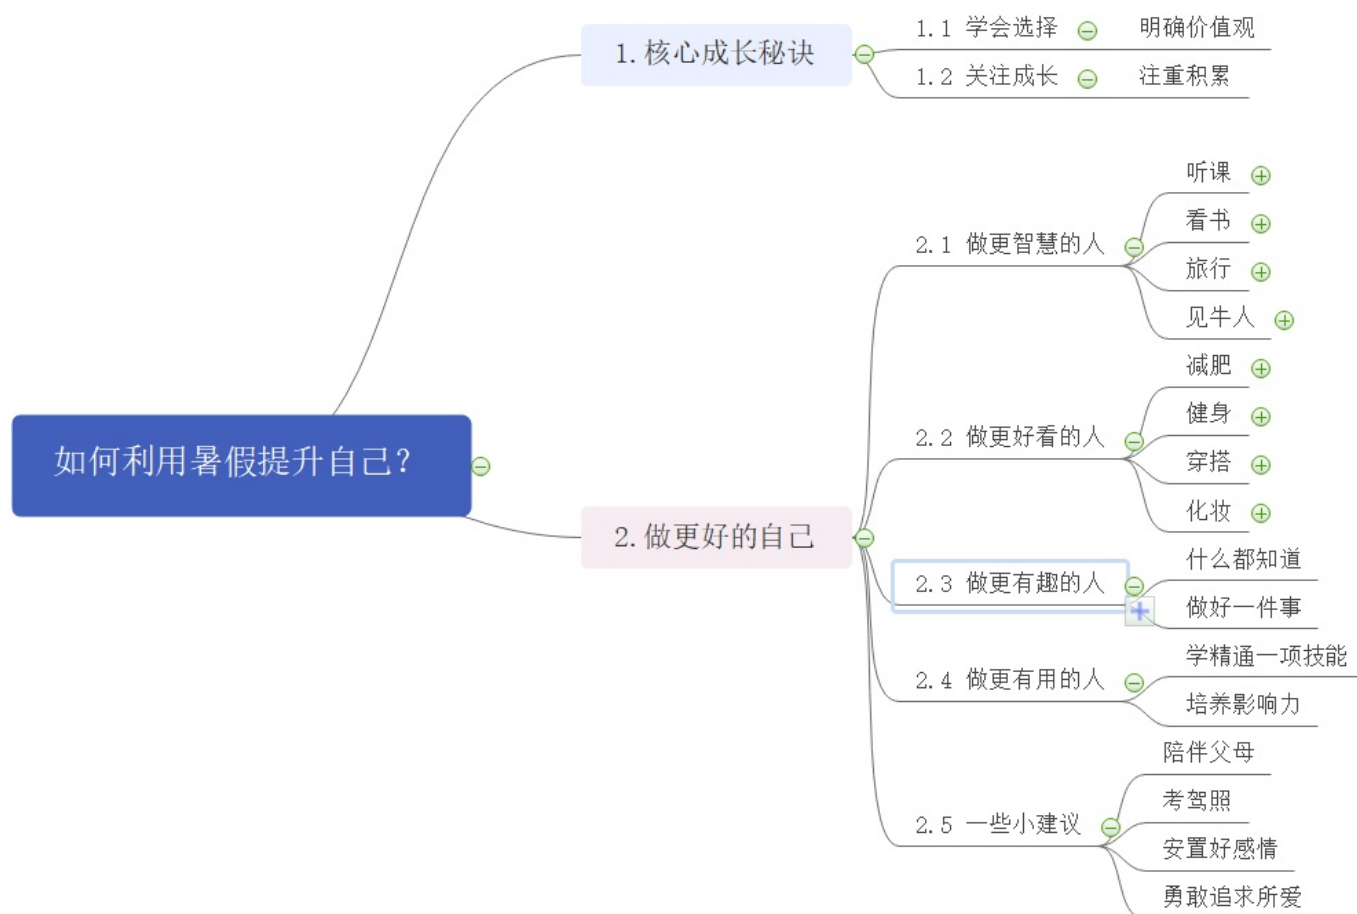 如何利用暑假提升自己?
1.核心成长秘诀
1.1 学会选择
明确价值观
1.2 关注成长
注重积累
2.做更好的自己
2.1 做更智慧的人
听课
看书
旅行
见牛人
2.2 做更好看的人
减肥
健身
穿搭
化妆
2.3 做更有趣的人
什么都知道
做好一件事
2.4 做更有用的人
学精通一项技能
培养影响力
2.5 一些小建议
陪伴父母
考驾照
安置好感情
勇敢追求所爱